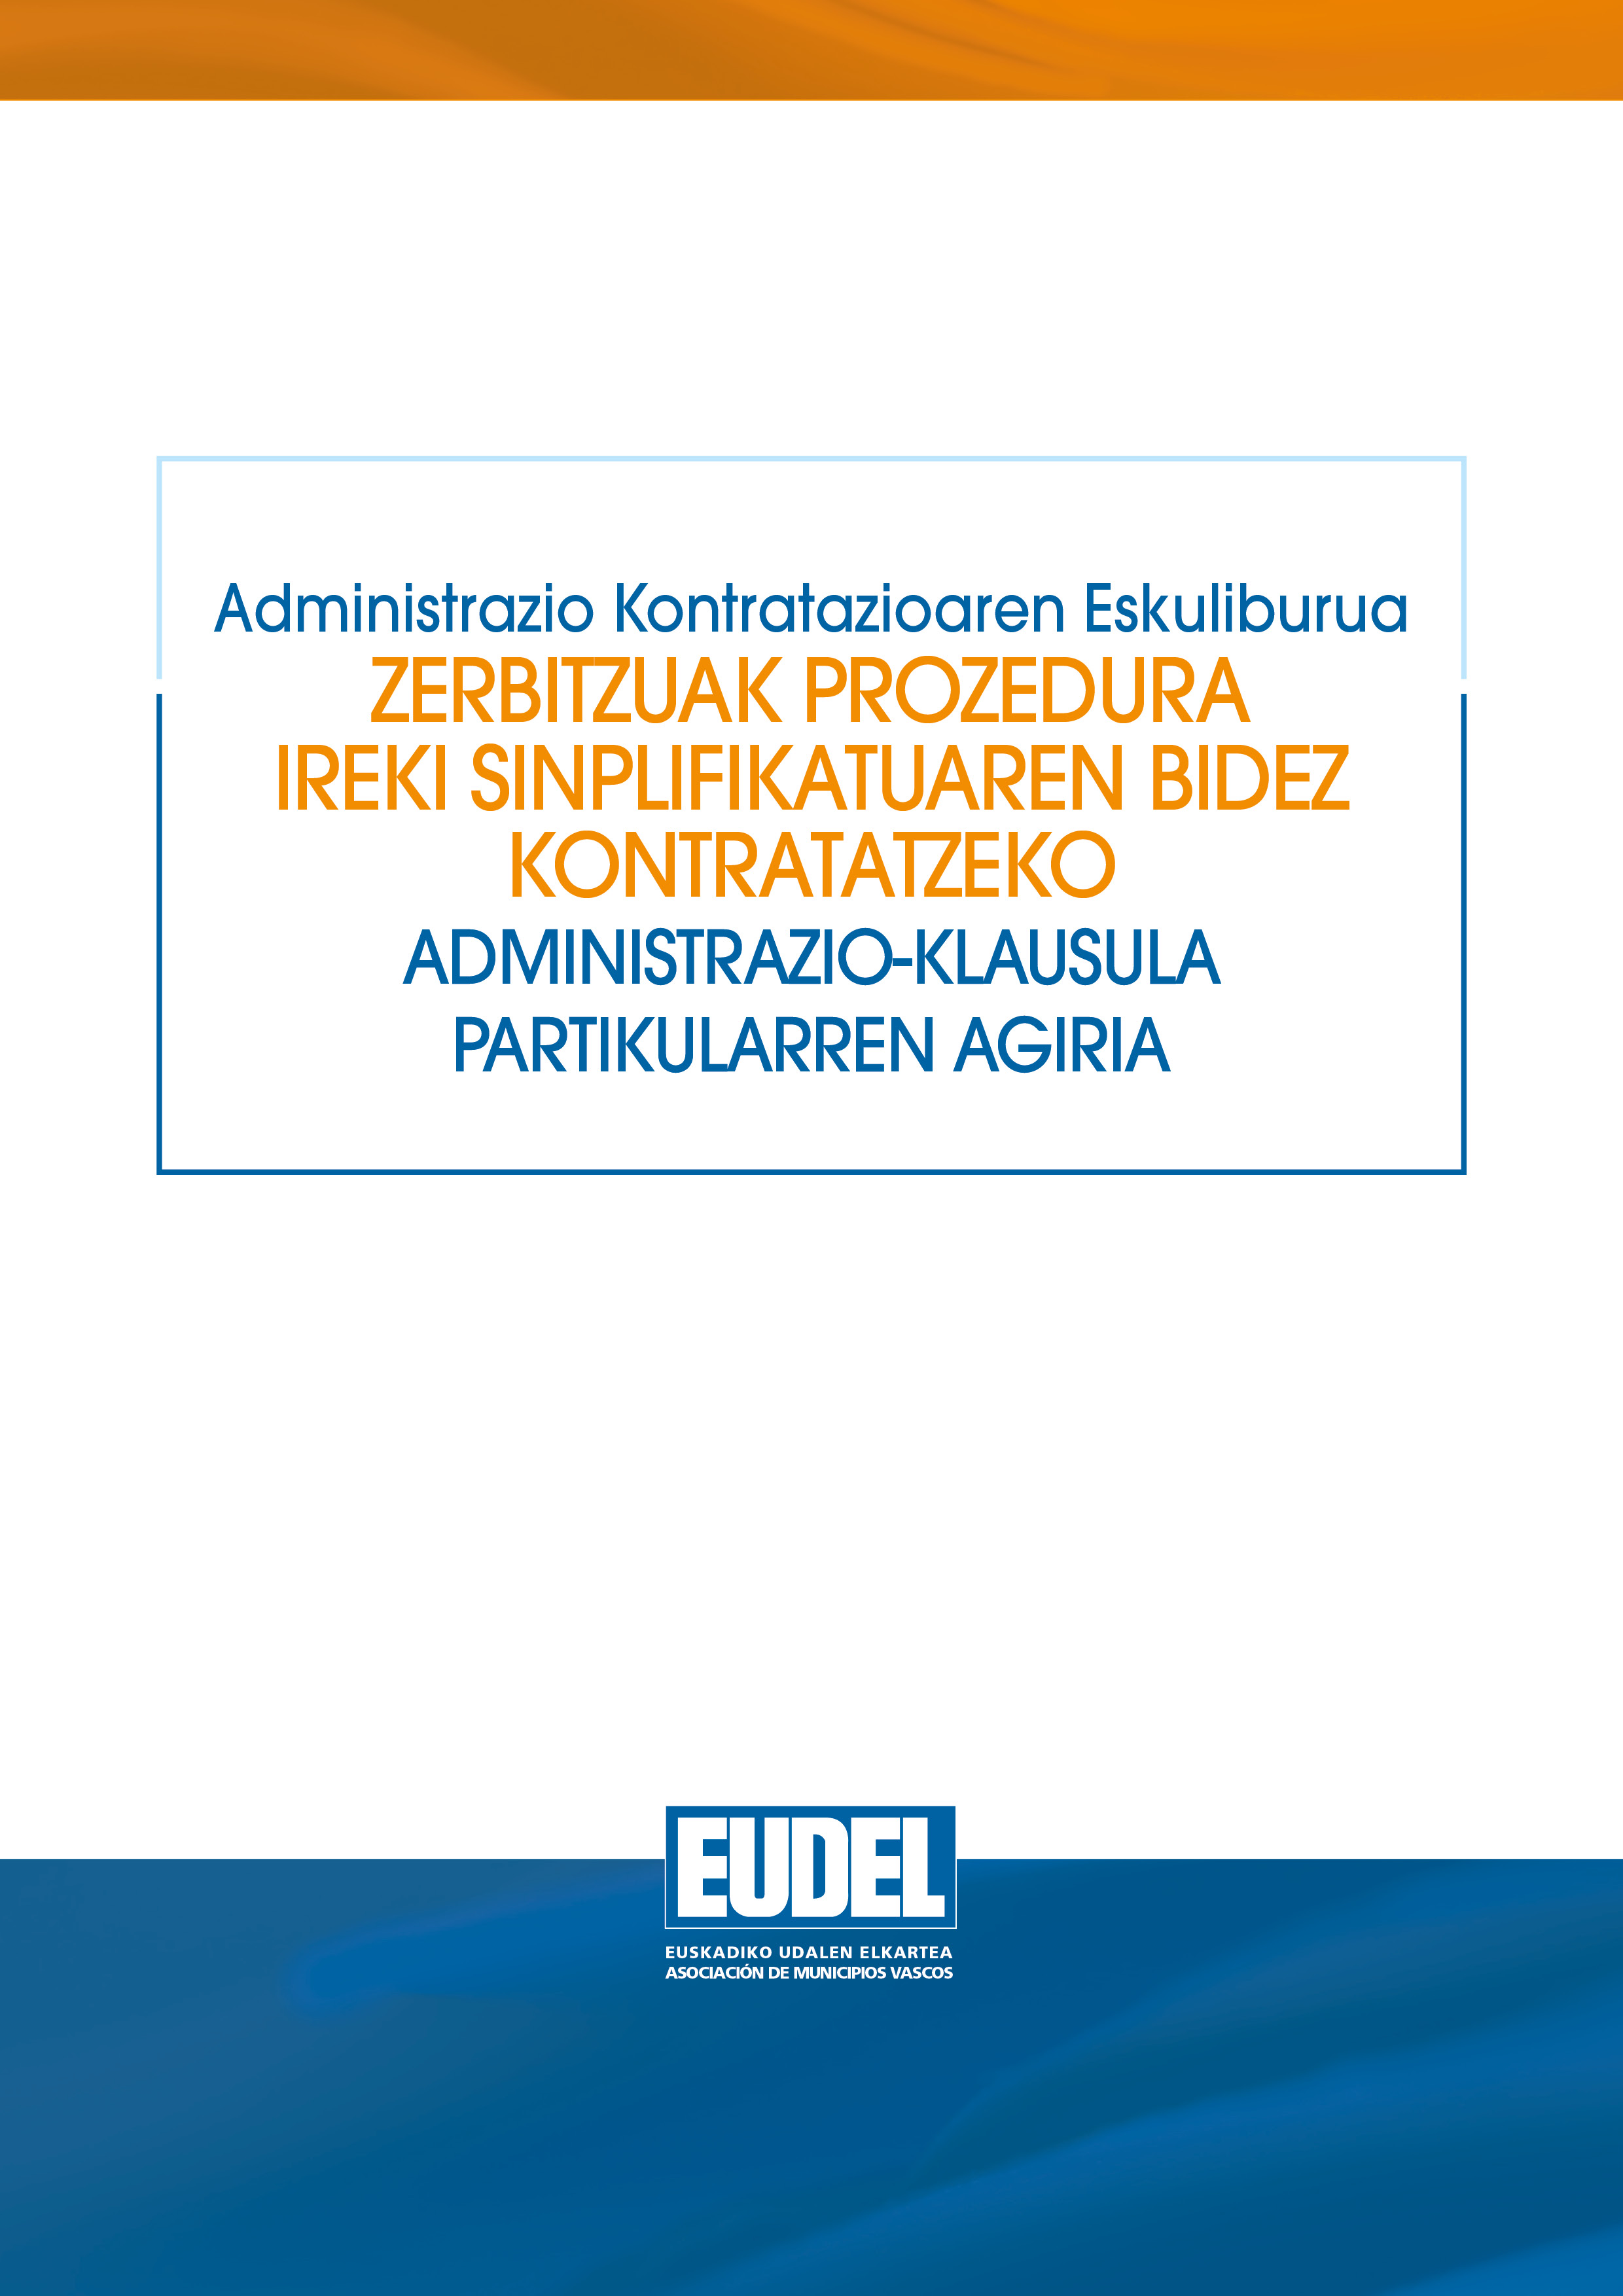 Administrazio Kontratazioaren Eskuliburua
ZERBITZUAK PROZEDURA
IREKI SINPLIFIKATUAREN BIDEZ
KONTRATATZEKO
ADMINISTRAZIO-KLAUSULA
PARTIKULARREN AGIRIA
EUDEL
EUSKADIKO UDALEN ELKARTEA
ASOCIACIÓN DE MUNICIPIOS VASCOS